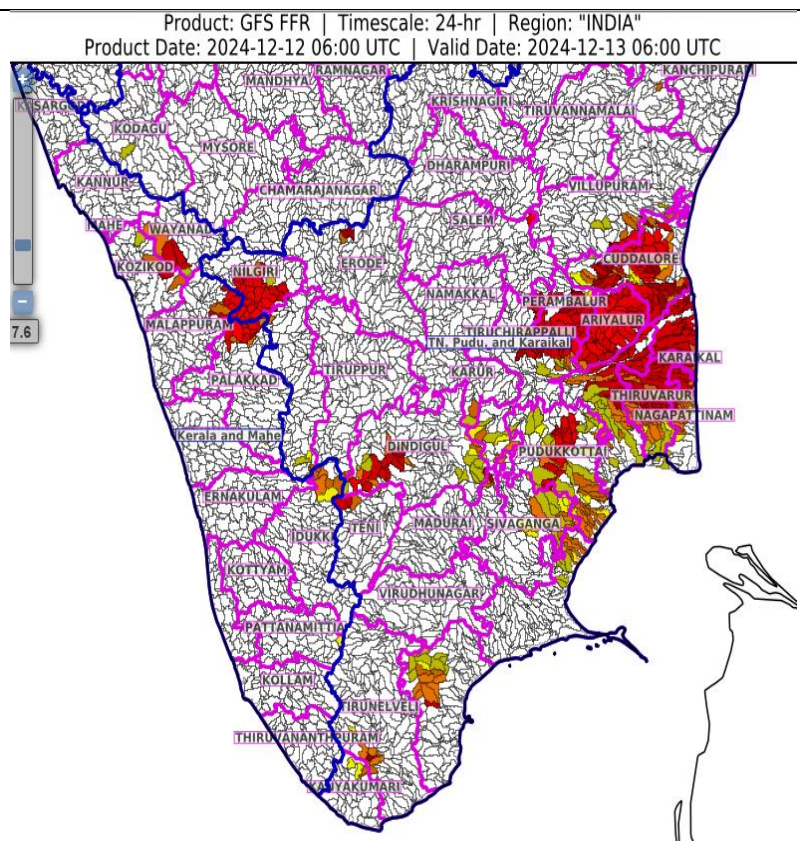 Product: GFS FFR | Timescale: 24-hr | Region: "INDIA"
Product Date: 2024-12-12 06:00 UTC | Valid Date: 2024-12-13 06:00 UTC
RAMNAGAR
KANCHIPURAM
MANDHYA
KRISHNAGIRI
TIRUVANNAMALAI
KODAGU
MYSORE
DHARAMPURI
KANNUR
CHAMARAJANAGAR
VILLUPURAM
MAHE
WAYANAD
SALEM
KOZIKOD
NILGIRI
ERODE
CUDDALORE
NAMAKKAL
PERAMBALUR
ARIYALUR
MALAPPURAM
TIRUCHIRAPPALLI
TN. Pudu. and Karaikal
KARAIKAL
PALAKKAD
TIRUPPUR
KARUR
THIRUVARUR
NAGAPATTINAM
Kerala and Mahe
DINDIGUL
PUDUKKOTTAI
ERNAKULAM
IDUKKI
TENI
MADURAI
SIVAGANGA
KOTTYAM
VIRUDHUNAGAR
PATTANAMITTIA
KOLLAM
TIRUNELVELI
THIRUVANANTHPURAM
KANYAKUMARI
+
−
7.6